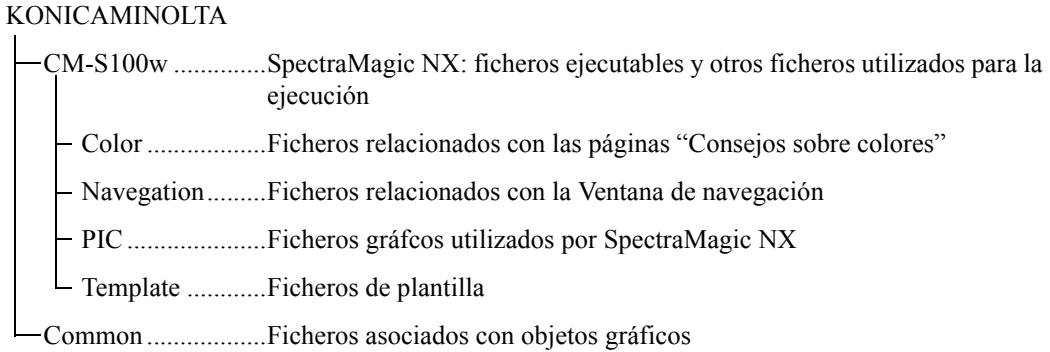 KONICAMINOLTA
CM-S100w ..............SpectraMagic NX: ficheros ejecutables y otros ficheros utilizados para la
ejecución
Color ..................Ficheros relacionados con las páginas “Consejos sobre colores”
Navegation.........Ficheros relacionados con la Ventana de navegación
PIC .....................Ficheros gráfcos utilizados por SpectraMagic NX
Template ............Ficheros de plantilla
Common ..................Ficheros asociados con objetos gráficos